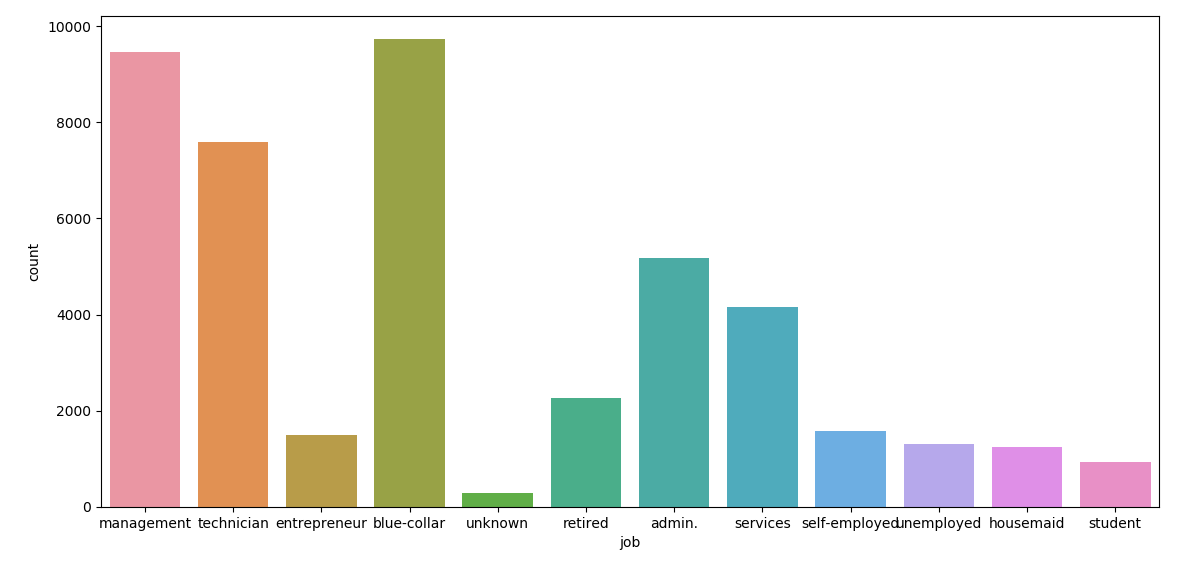 10000
8000
6000
4000
2000
0
count
management technician entrepreneur blue-collar unknown retired admin. services self-employed unemployed housemaid student
job